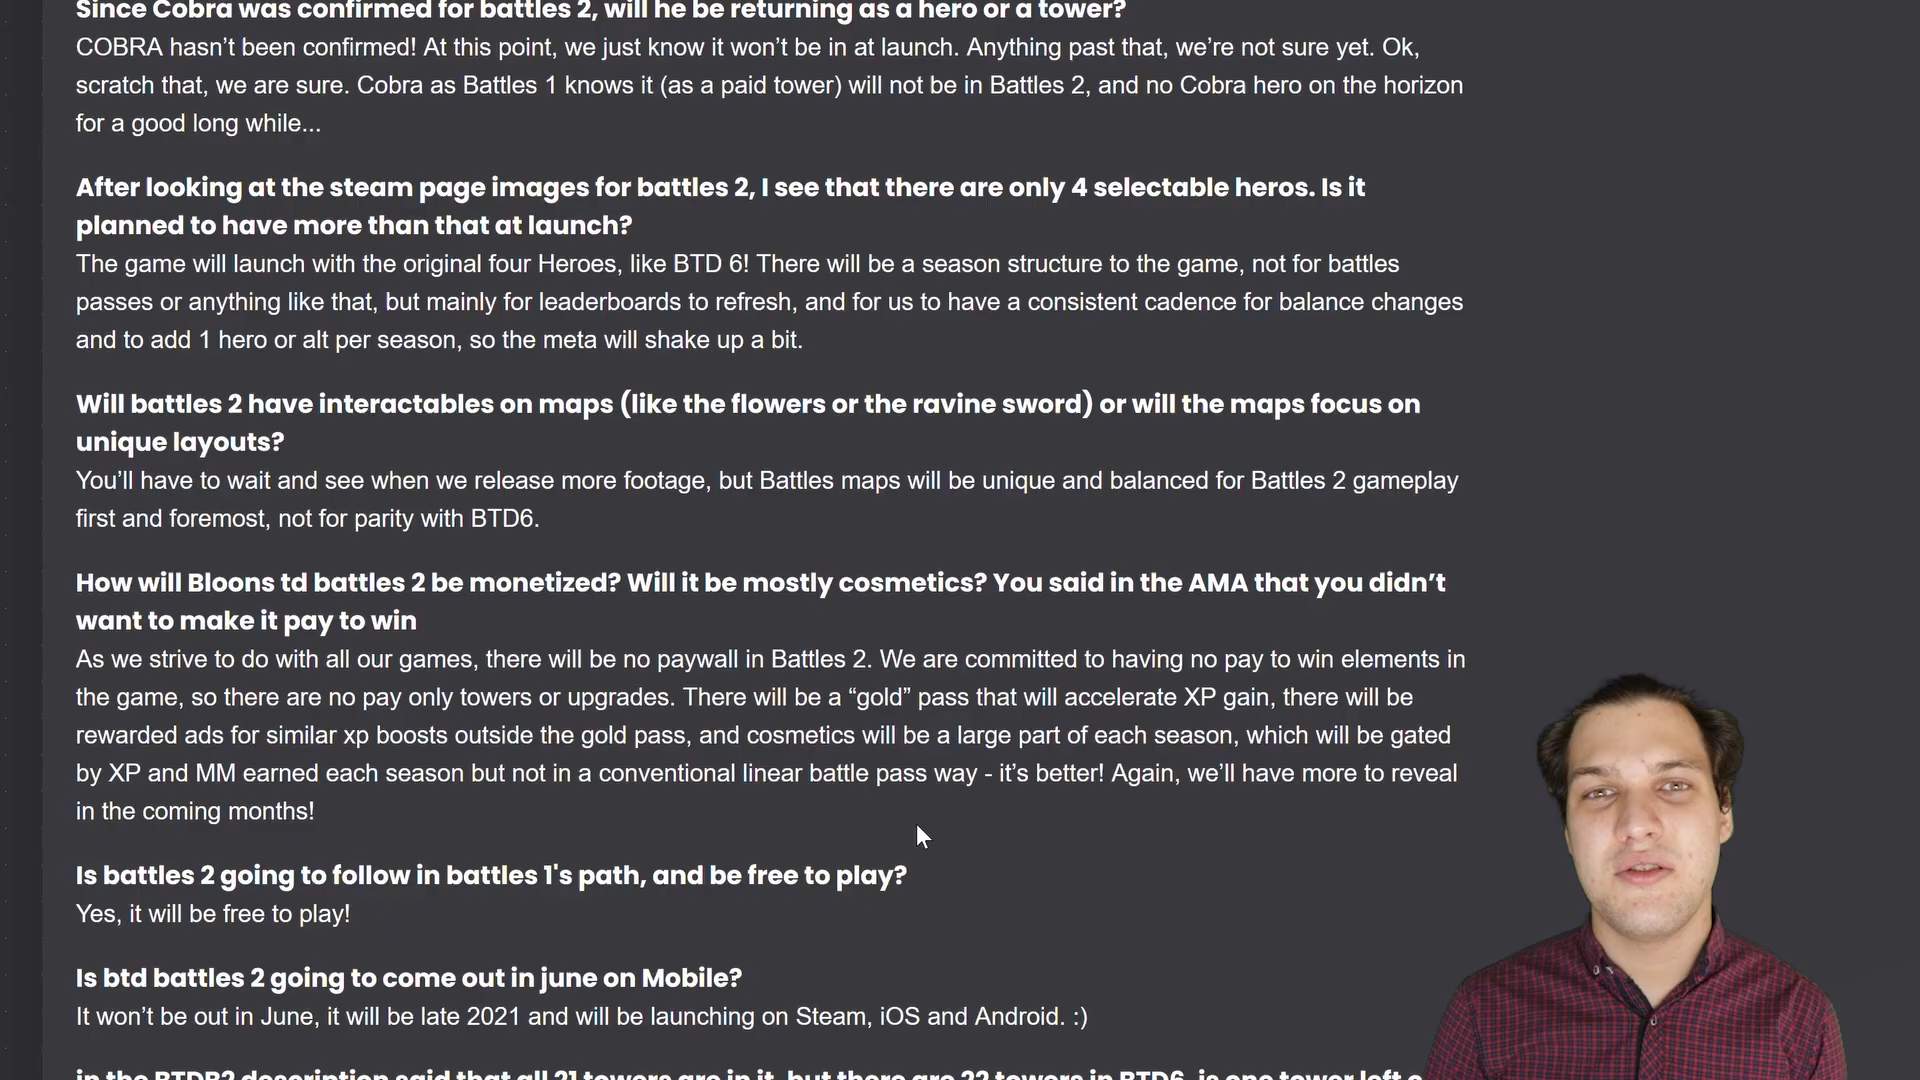 Since Cobra was confirmed for battles 2, will he be returning as a hero or a tower?
COBRA hasn’t been confirmed! At this point, we just know it won’t be in at launch. Anything past that, we’re not sure yet. Ok,
scratch that, we are sure. Cobra as Battles 1 knows it (as a paid tower) will not be in Battles 2, and no Cobra hero on the horizon
for a good long while...
After looking at the steam page images for battles 2, I see that there are only 4 selectable heros. Is it
planned to have more than that at launch?
The game will launch with the original four Heroes, like BTD 6! There will be a season structure to the game, not for battles
passes or anything like that, but mainly for leaderboards to refresh, and for us to have a consistent cadence for balance changes
and to add 1 hero or alt per season, so the meta will shake up a bit.
Will battles 2 have interactables on maps (like the flowers or the ravine sword) or will the maps focus on
unique layouts?
You’ll have to wait and see when we release more footage, but Battles maps will be unique and balanced for Battles 2 gameplay
first and foremost, not for parity with BTD6.
How will Bloons td battles 2 be monetized? Will it be mostly cosmetics? You said in the AMA that you didn’t
want to make it pay to win
As we strive to do with all our games, there will be no paywall in Battles 2. We are committed to having no pay to win elements in
the game, so there are no pay only towers or upgrades. There will be a “gold” pass that will accelerate XP gain, there will be
rewarded ads for similar xp boosts outside the gold pass, and cosmetics will be a large part of each season, which will be gated
by XP and MM earned each season but not in a conventional linear battle pass way - it’s better! Again, we’ll have more to reveal
in the coming months!
Is battles 2 going to follow in battles 1's path, and be free to play?
Yes, it will be free to play!
Is btd battles 2 going to come out in june on Mobile?
It won’t be out in June, it will be late 2021 and will be launching on Steam, iOS and Android. :)
in the BTDB2 description said that all 21 towers are in it, but there are 22 towers in BTD6, is one tower left